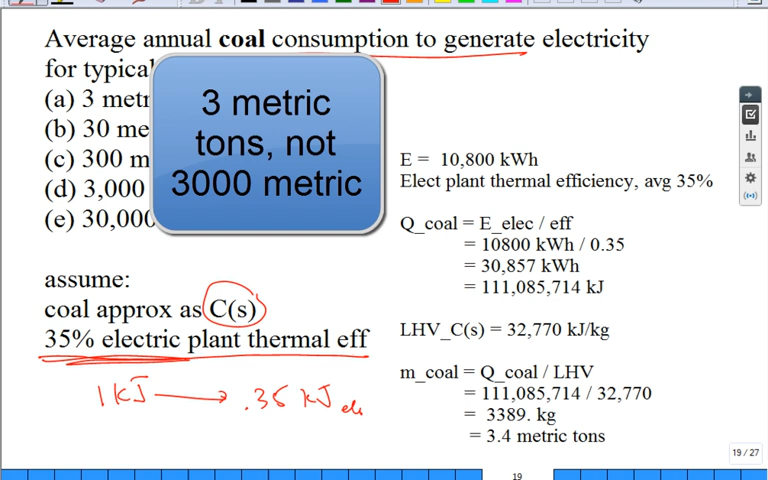 Average annual coal consumption to generate electricity
for typical
(a) 3 metr
(b) 30 me
(c) 300 m
(d) 3,000
(e) 30,000
3 metric
tons, not
3000 metric
assume:
coal approx as C(s)
35% electric plant thermal eff
1 kJ → .35 kJ ele
E = 10,800 kWh
Elect plant thermal efficiency, avg 35%
Q_coal = E_elec / eff
= 10800 kWh / 0.35
= 30,857 kWh
= 111,085,714 kJ
LHV_C(s) = 32,770 kJ/kg
m_coal = Q_coal / LHV
= 111,085,714 / 32,770
= 3389. kg
= 3.4 metric tons
19 / 27
19